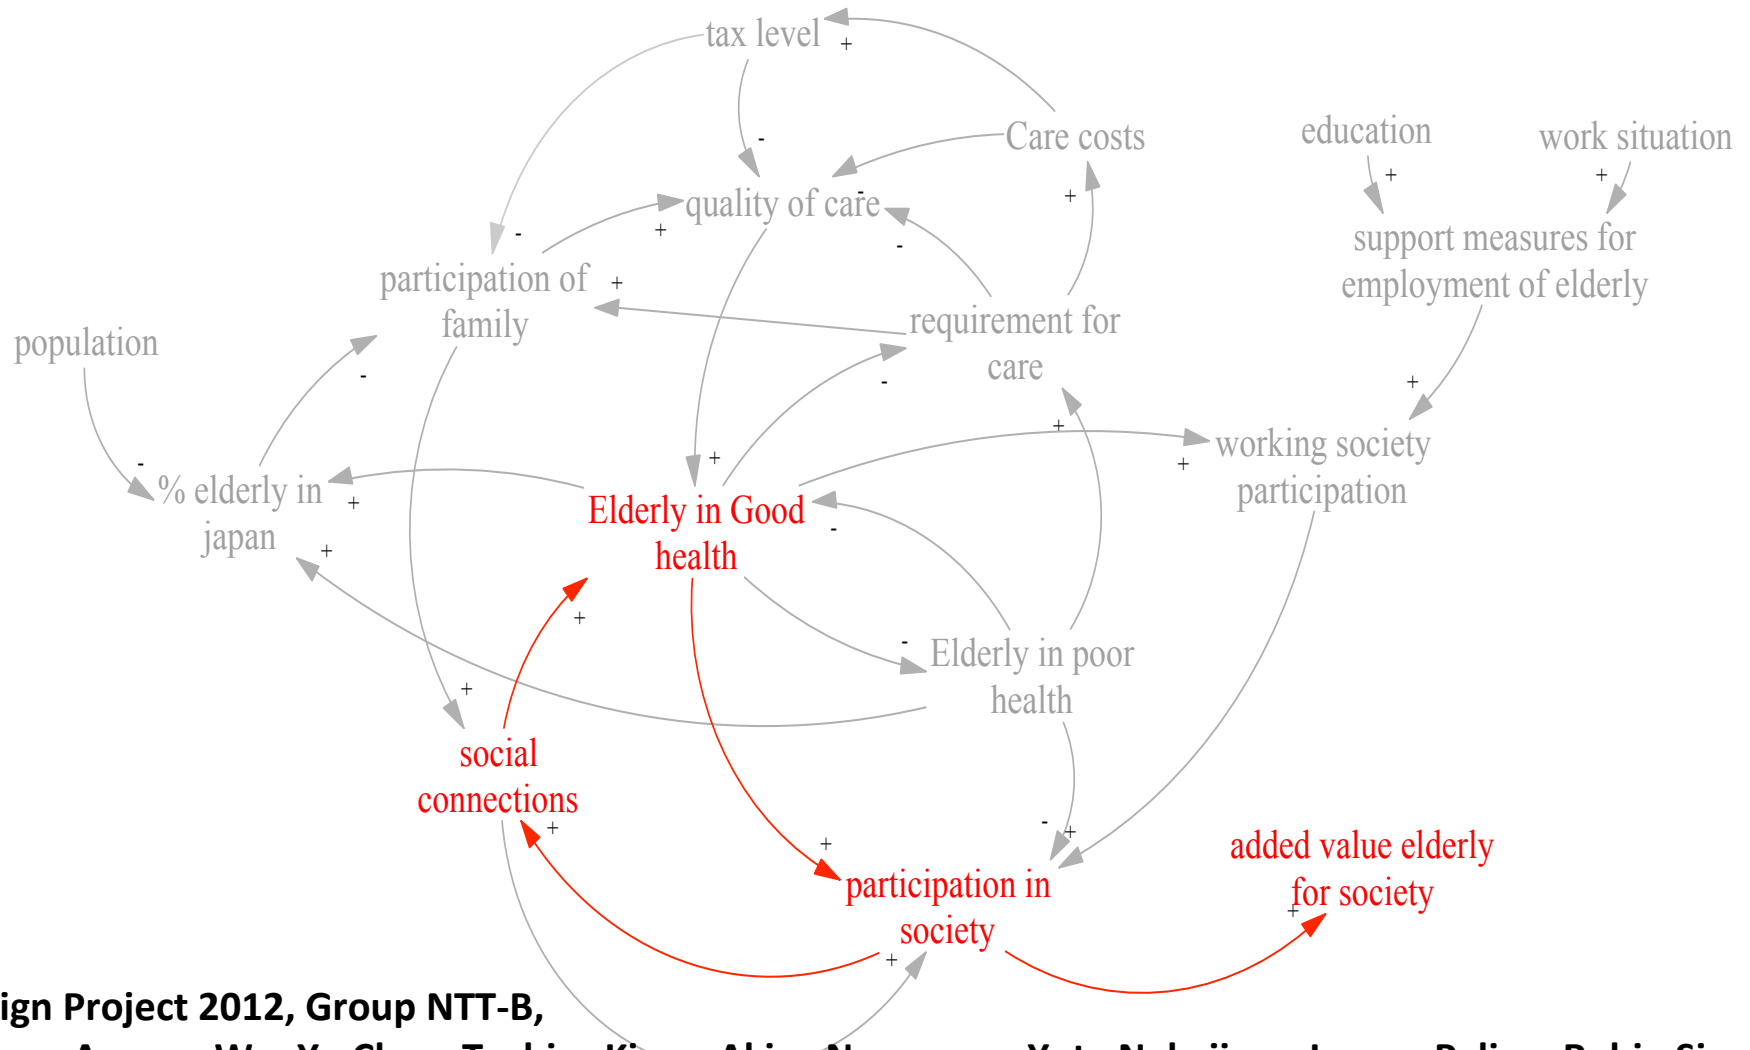 tax level
+
Care costs
education
work situation
-
+
+
+
quality of care
-
+
-
-
+
support measures for
employment of elderly
participation of
family
+
requirement for
care
population
-
-
+
+
working society
participation
+
+
-
% elderly in
japan
+
+
Elderly in Good
health
-
+
-
Elderly in poor
health
+
social
connections
+
+
-
+
added value elderly
for society
+
participation in
society
+
ign Project 2012, Group NTT-B,